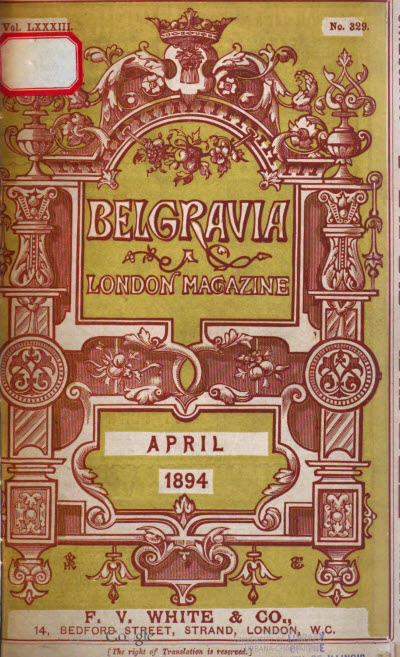 Vol. LXXXIII.
No. 329.
BELGRAVIA
A
LONDON MAGAZINE
APRIL
1894
F. V. WHITE & CO.,
14, BEDFORD STREET, STRAND, LONDON, W.C.
Google
[The right of Translation is reserved.]